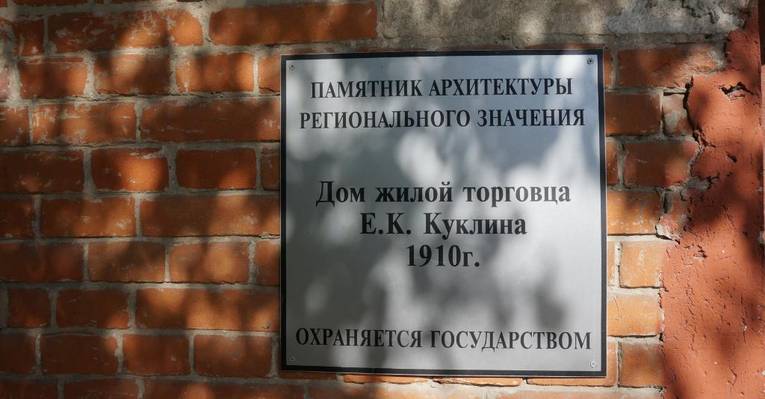 ПАМЯТНИК АРХИТЕКТУРЫ
РЕГИОНАЛЬНОГО ЗНАЧЕНИЯ
Дом жилой торговца
Е.К. Куклина
1910г.
ОХРАНЯЕТСЯ ГОСУДАРСТВОМ